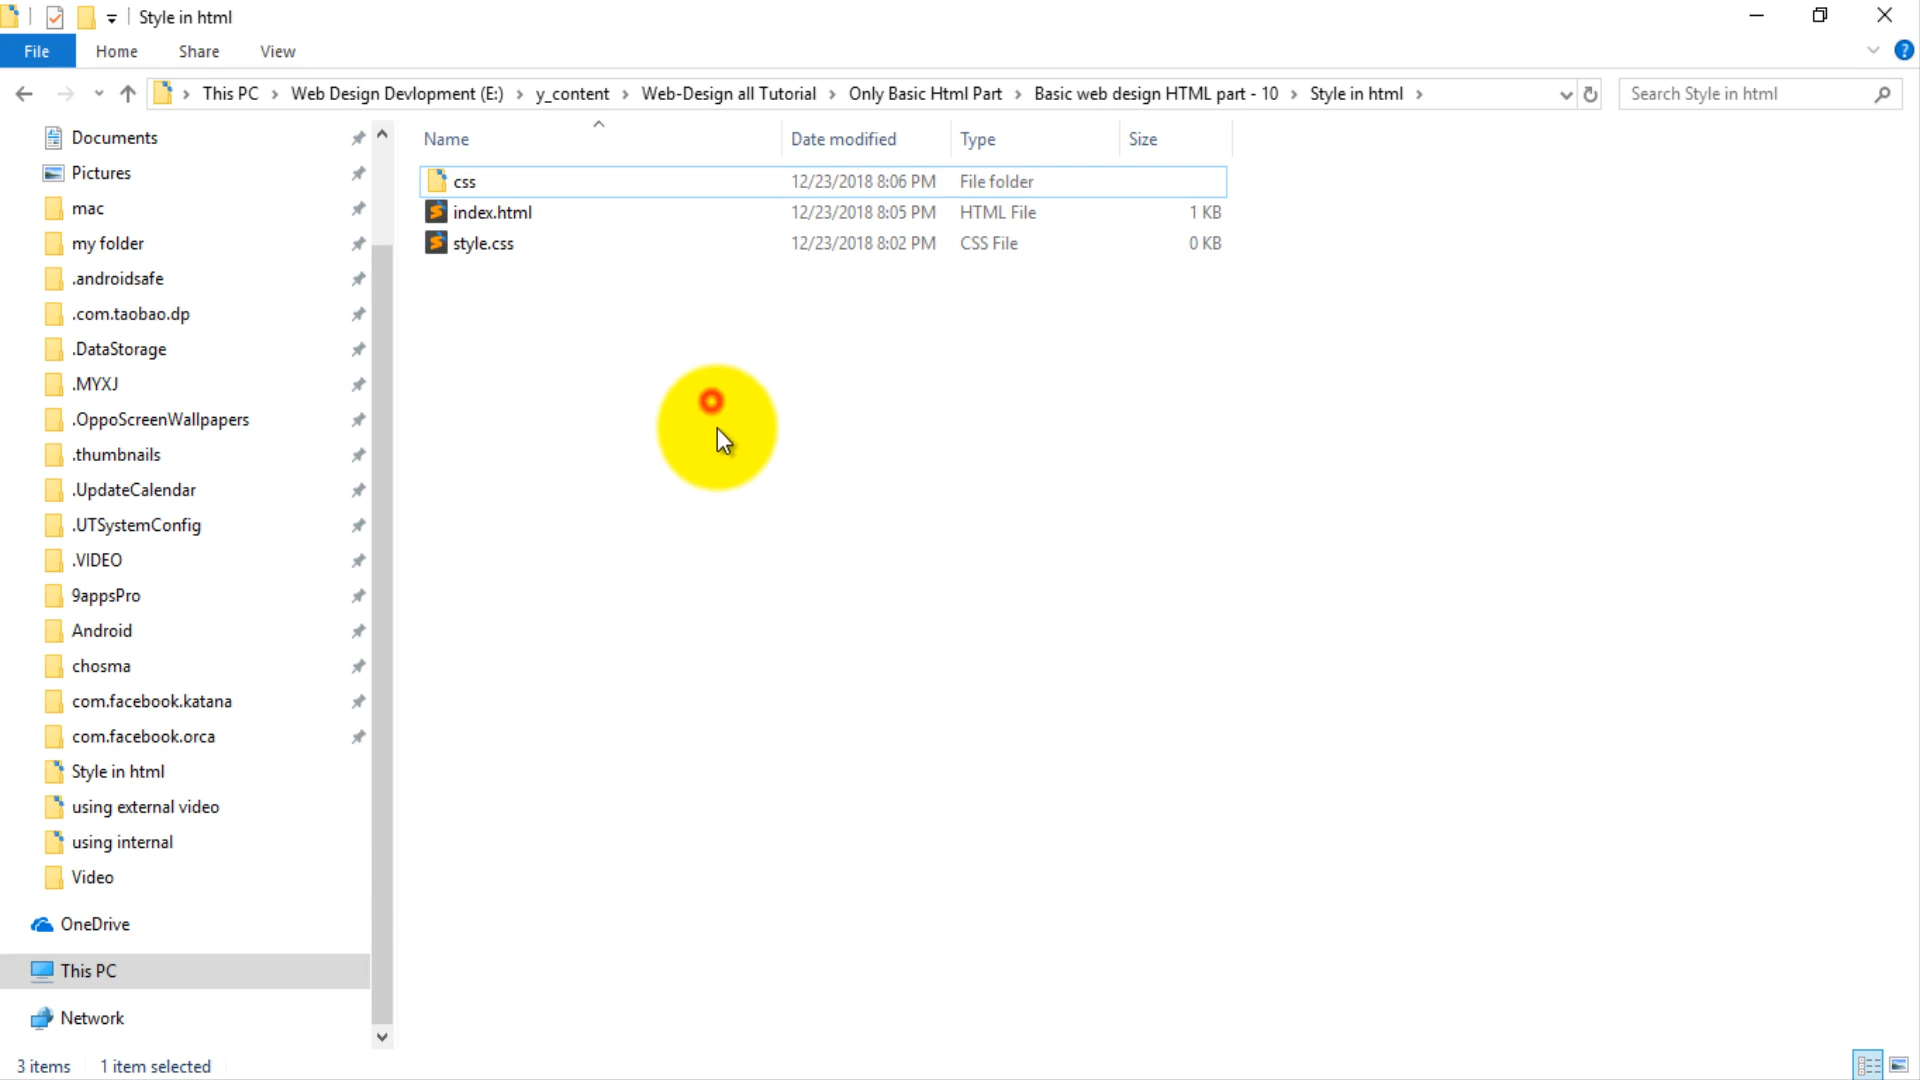 Style in html
File Home Share View
This PC Web Design Devlopment (E:) y_content Web-Design all Tutorial Only Basic Html Part Basic web design HTML part - 10 Style in html Search Style in html
Name Date modified Type Size
css 12/23/2018 8:06 PM File folder
index.html 12/23/2018 8:05 PM HTML File 1 KB
style.css 12/23/2018 8:02 PM CSS File 0 KB
Documents
Pictures
mac
my folder
.androidsafe
.com.taobao.dp
.DataStorage
.MYXJ
.OppoScreenWallpapers
.thumbnails
.UpdateCalendar
.UTSystemConfig
.VIDEO
9appsPro
Android
chosma
com.facebook.katana
com.facebook.orca
Style in html
using external video
using internal
Video
OneDrive
This PC
Network
3 items 1 item selected